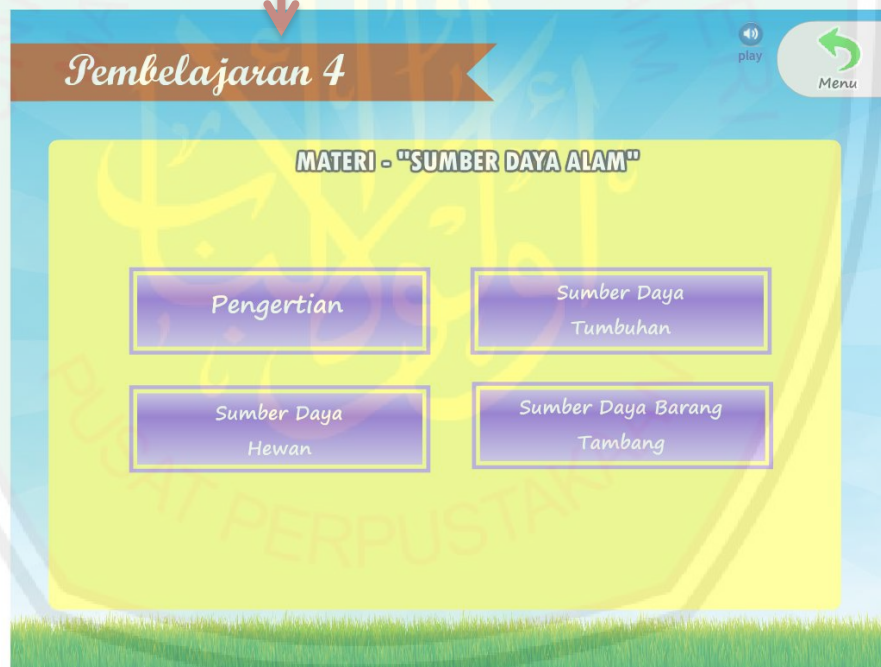 Pembelajaran 4
play
Menu
MATERI - "SUMBER DAYA ALAM"
Pengertian
Sumber Daya
Tumbuhan
Sumber Daya
Hewan
Sumber Daya Barang
Tambang
PUSAT PERPUSTAKAAN